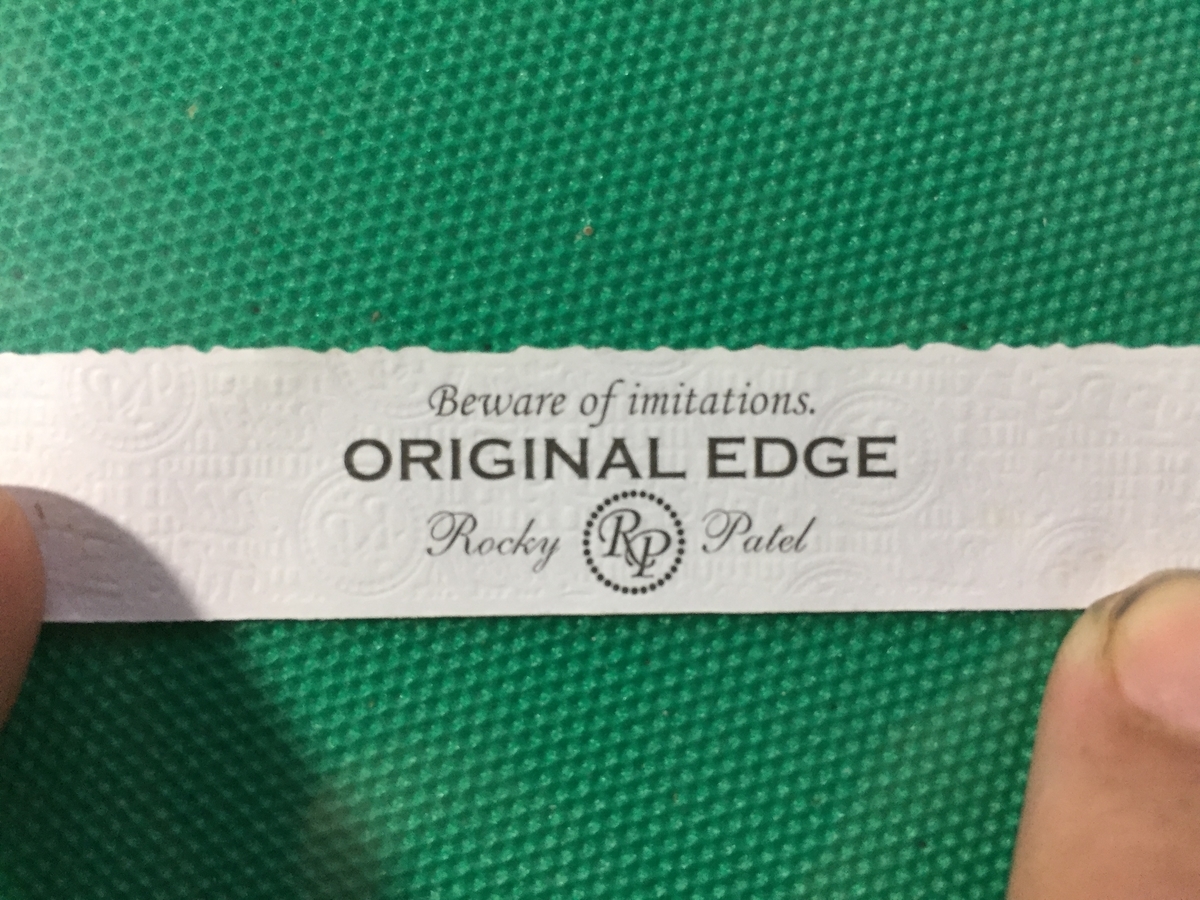 Beware of imitations.
ORIGINAL EDGE
Rocky RP Patel